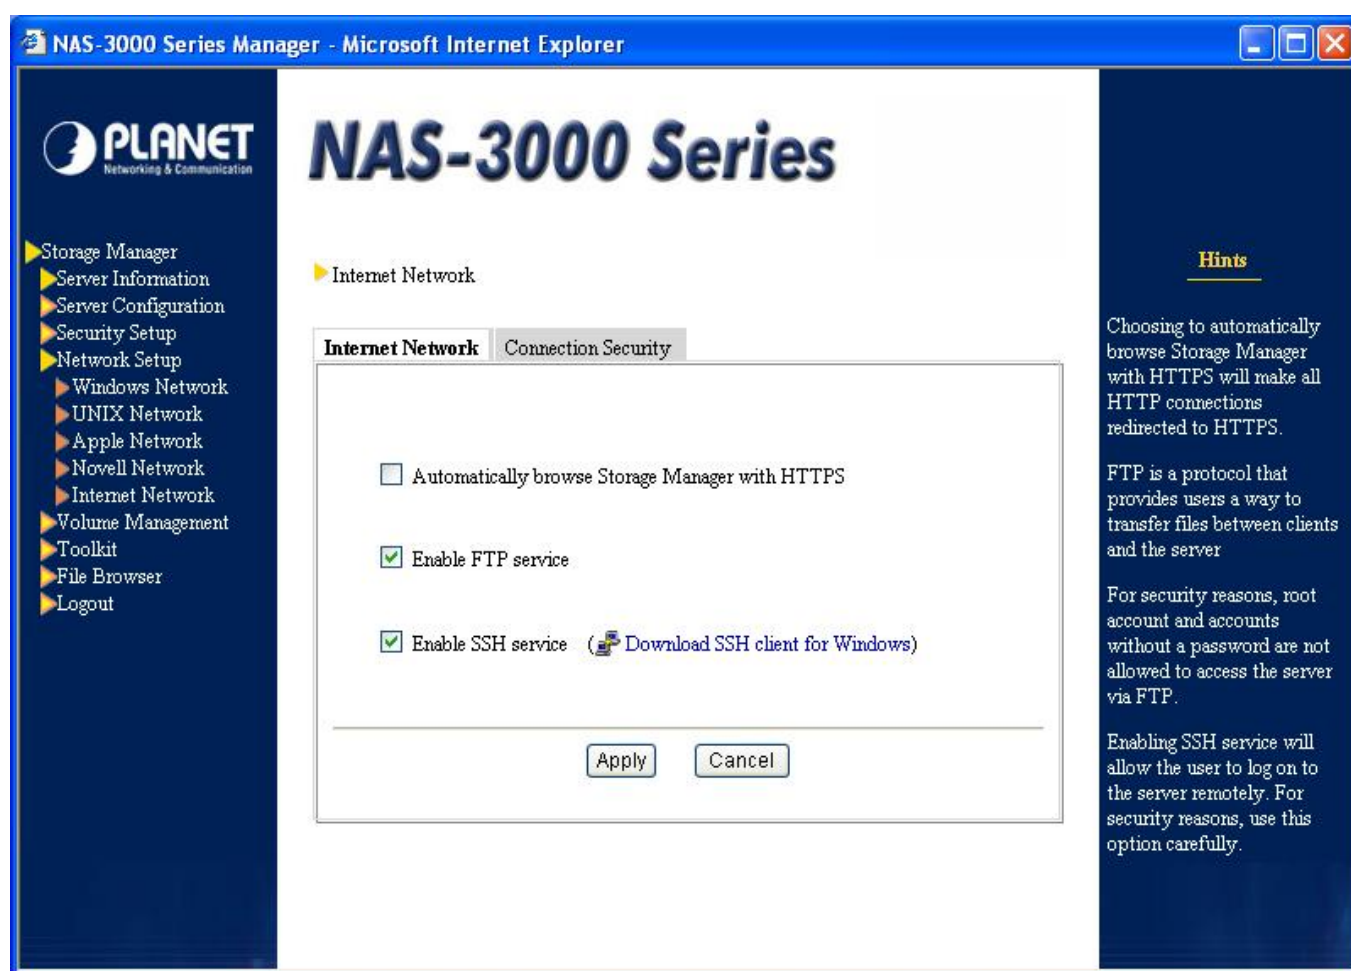 NAS-3000 Series Manager - Microsoft Internet Explorer
PLANET
Networking & Communication
NAS-3000 Series
Storage Manager
Server Information
Server Configuration
Security Setup
Network Setup
Windows Network
UNIX Network
Apple Network
Novell Network
Internet Network
Volume Management
Toolkit
File Browser
Logout
Internet Network
Internet Network
Connection Security
Automatically browse Storage Manager with HTTPS
Enable FTP service
Enable SSH service (Download SSH client for Windows)
Apply
Cancel
Hints
Choosing to automatically
browse Storage Manager
with HTTPS will make all
HTTP connections
redirected to HTTPS.
FTP is a protocol that
provides users a way to
transfer files between clients
and the server
For security reasons, root
account and accounts
without a password are not
allowed to access the server
via FTP.
Enabling SSH service will
allow the user to log on to
the server remotely. For
security reasons, use this
option carefully.